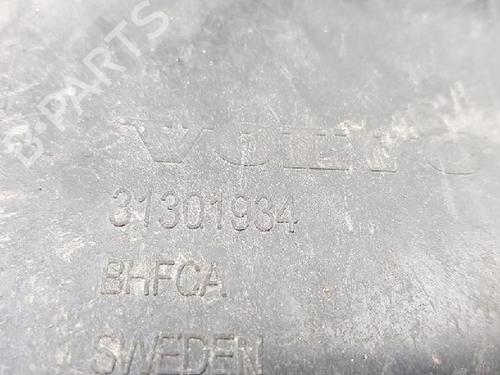 B-PARTS
VOLVO
31301934
BHFCA
SWEDEN